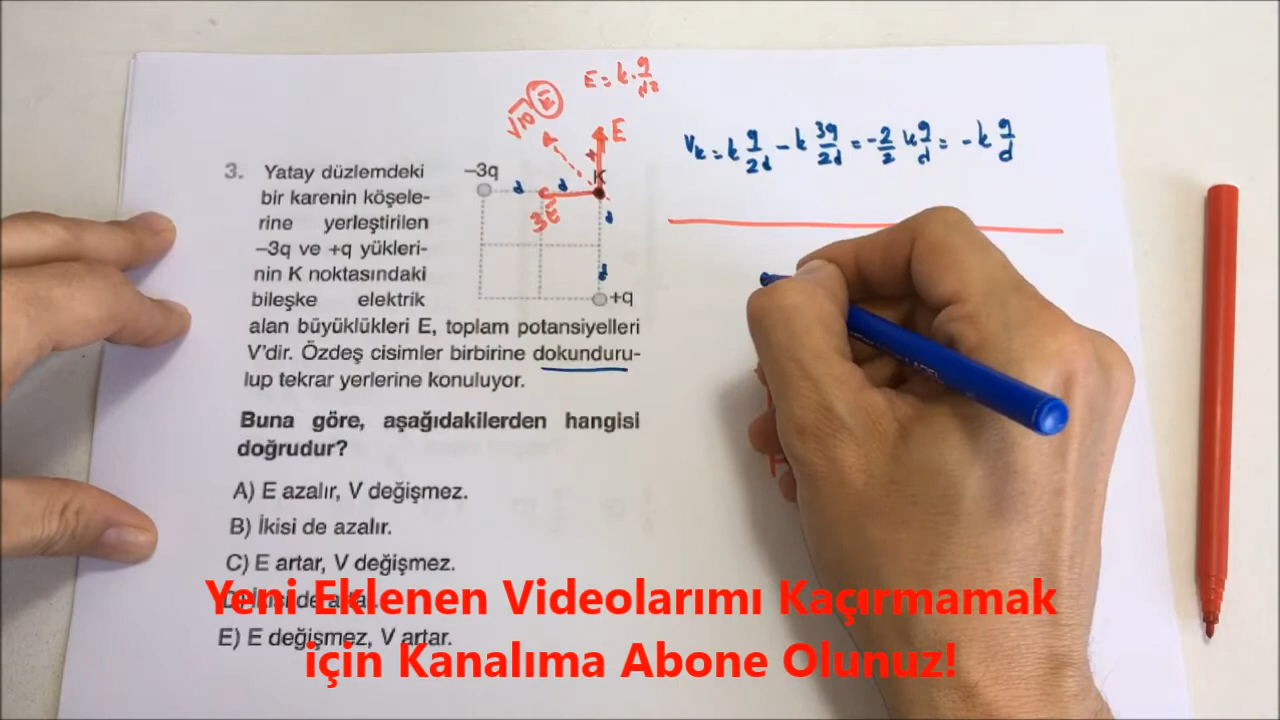 E = k · q/d²
√10 E
E
K
-3q
d d
3E
d
d
+q
3. Yatay düzlemdeki
bir karenin köşele-
rine yerleştirilen
–3q ve +q yükleri-
nin K noktasındaki
bileşke elektrik
alan büyüklükleri E, toplam potansiyelleri
V'dir. Özdeş cisimler birbirine dokunduru-
lup tekrar yerlerine konuluyor.
Buna göre, aşağıdakilerden hangisi
doğrudur?
A) E azalır, V değişmez.
B) İkisi de azalır.
C) E artar, V değişmez.
E) E değişmez, V artar.
Vk = k q/2d - k 3q/2d = -2/2 k q/d = -k q/d
Yeni Eklenen Videolarımı Kaçırmamak
için Kanalıma Abone Olunuz!